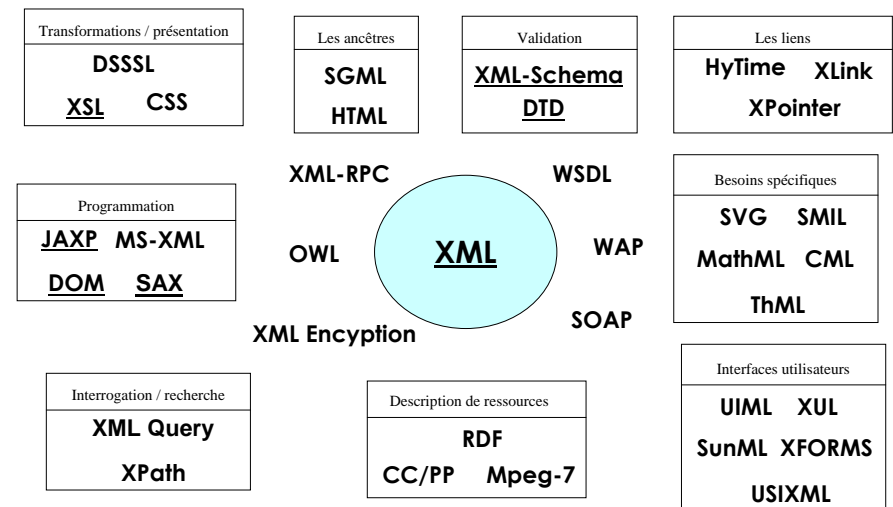 Transformations / présentation
DSSSL
XSL CSS
Les ancêtres
SGML
HTML
Validation
XML-Schema
DTD
Les liens
HyTime XLink
XPointer
Programmation
JAXP MS-XML
DOM SAX
XML-RPC
WSDL
OWL
XML
WAP
XML Encyption
SOAP
Besoins spécifiques
SVG SMIL
MathML CML
ThML
Interrogation / recherche
XML Query
XPath
Description de ressources
RDF
CC/PP Mpeg-7
Interfaces utilisateurs
UIML XUL
SunML XFORMS
USIXML